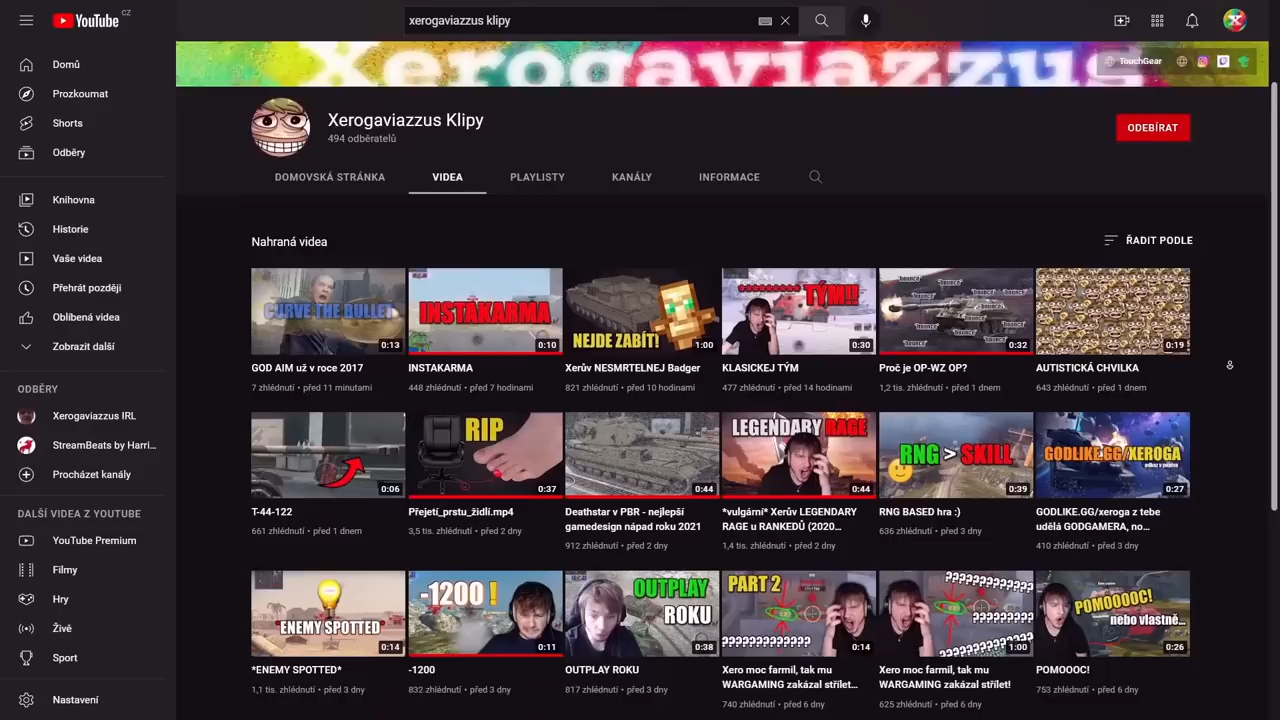 YouTube CZ
xerogaviazzus klipy
Domů
Prozkoumat
Shorts
Odběry
Knihovna
Historie
Vaše videa
Přehrát později
Oblíbená videa
Zobrazit další
ODBĚRY
Xerogaviazzus IRL
StreamBeats by Harri...
Procházet kanály
DALŠÍ VIDEA Z YOUTUBE
YouTube Premium
Filmy
Hry
Živě
Sport
Nastavení
Xerogaviazzus
TouchGear
Xerogaviazzus Klipy
494 odběratelů
ODEBÍRAT
DOMOVSKÁ STRÁNKA VIDEA PLAYLISTY KANÁLY INFORMACE
Nahraná videa
ŘADIT PODLE
CURVE THE BULLET
0:13
GOD AIM už v roce 2017
7 zhlédnutí • před 11 minutami
INSTAKARMA
0:10
INSTAKARMA
448 zhlédnutí • před 7 hodinami
NEJDE ZABÍT!
1:00
Xerův NESMRTELNEJ Badger
821 zhlédnutí • před 10 hodinami
TÝM!!
0:30
KLASICKEJ TÝM
477 zhlédnutí • před 14 hodinami
*bounce*
*bounce*
*bounce*
*bounce*
*bounce*
*bounce*
0:32
Proč je OP-WZ OP?
1,2 tis. zhlédnutí • před 1 dnem
0:19
AUTISTICKÁ CHVILKA
643 zhlédnutí • před 1 dnem
0:06
T-44-122
661 zhlédnutí • před 1 dnem
RIP
0:37
Přejetí_prstu_židlí.mp4
3,5 tis. zhlédnutí • před 2 dny
0:44
Deathstar v PBR - nejlepší
gamedesign nápad roku 2021
912 zhlédnutí • před 2 dny
LEGENDARY RAGE
0:44
*vulgární* Xerův LEGENDARY
RAGE u RANKEDŮ (2020...
1,4 tis. zhlédnutí • před 2 dny
RNG > SKILL
0:39
RNG BASED hra :)
636 zhlédnutí • před 3 dny
GODLIKE.GG/XEROGA
odkaz v popisku
0:27
GODLIKE.GG/xeroga z tebe
udělá GODGAMERA, no...
410 zhlédnutí • před 3 dny
ENEMY SPOTTED
0:14
*ENEMY SPOTTED*
1,1 tis. zhlédnutí • před 3 dny
-1200 !
0:11
-1200
832 zhlédnutí • před 3 dny
OUTPLAY
ROKU
0:38
OUTPLAY ROKU
817 zhlédnutí • před 3 dny
PART 2
????????????
0:14
Xero moc farmil, tak mu
WARGAMING zakázal střílet...
740 zhlédnutí • před 6 dny
????????????
????????????
1:00
Xero moc farmil, tak mu
WARGAMING zakázal střílet!
625 zhlédnutí • před 6 dny
POMOOOOC!
nebo vlastně...
0:26
POMOOOC!
753 zhlédnutí • před 6 dny